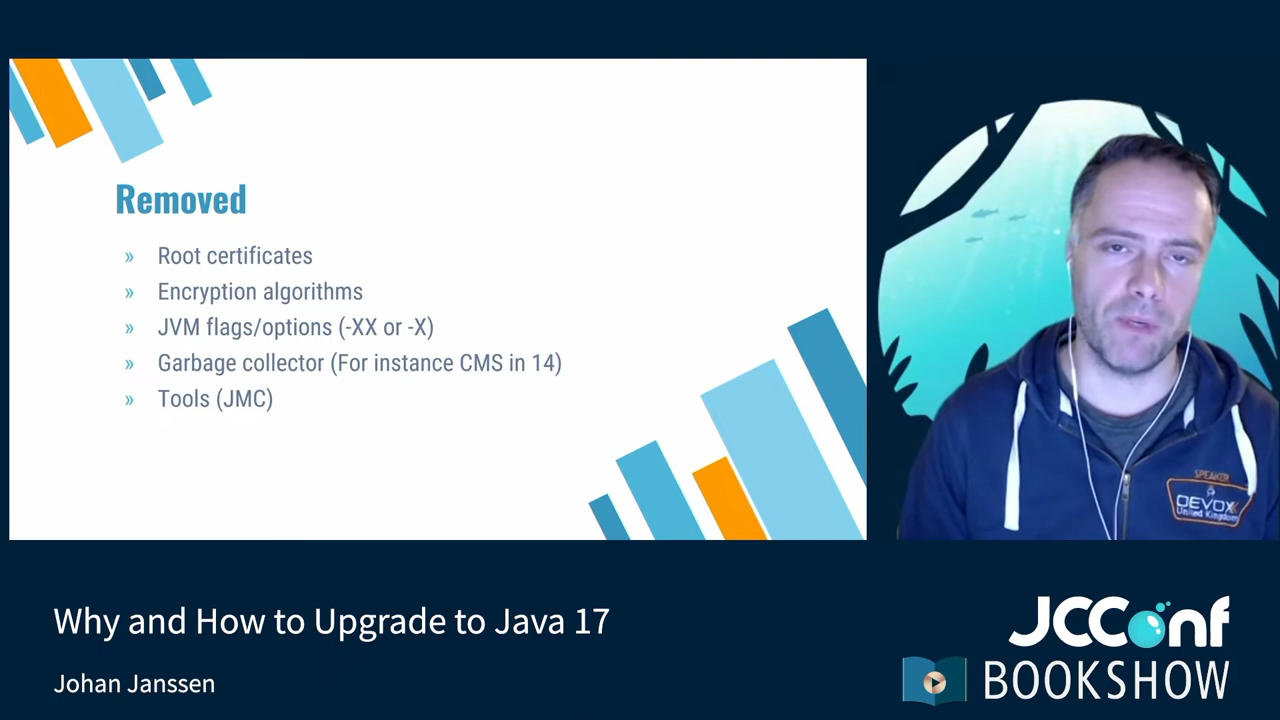 Removed
» Root certificates
» Encryption algorithms
» JVM flags/options (-XX or -X)
» Garbage collector (For instance CMS in 14)
» Tools (JMC)
SPEAKER
DEVOXX
United Kingdom
Why and How to Upgrade to Java 17
Johan Janssen
JCConf
BOOKSHOW